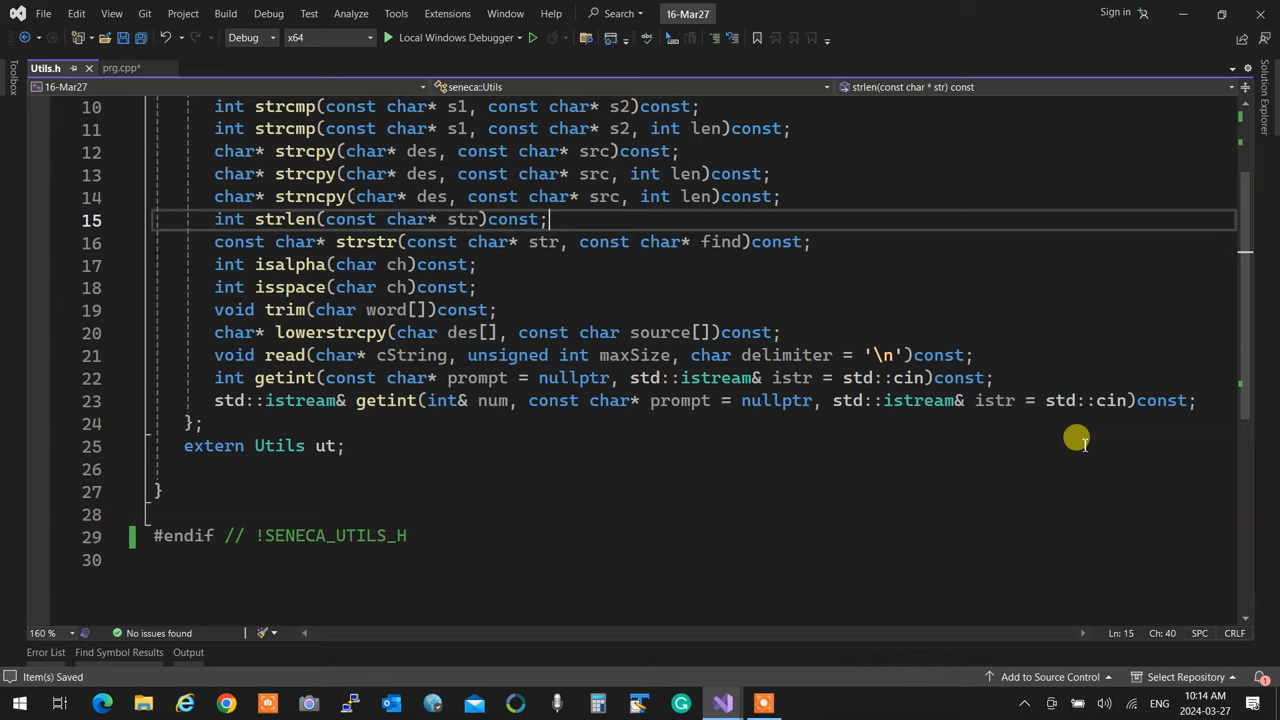 File Edit View Git Project Build Debug Test Analyze Tools Extensions Window Help Search 16-Mar27 Sign in
Debug x64 Local Windows Debugger
Utils.h prg.cpp*
16-Mar27 seneca::Utils strlen(const char * str) const
Toolbox
Solution Explorer
10 int strcmp(const char* s1, const char* s2)const;
11 int strcmp(const char* s1, const char* s2, int len)const;
12 char* strcpy(char* des, const char* src)const;
13 char* strcpy(char* des, const char* src, int len)const;
14 char* strncpy(char* des, const char* src, int len)const;
15 int strlen(const char* str)const;
16 const char* strstr(const char* str, const char* find)const;
17 int isalpha(char ch)const;
18 int isspace(char ch)const;
19 void trim(char word[])const;
20 char* lowerstrcpy(char des[], const char source[])const;
21 void read(char* cString, unsigned int maxSize, char delimiter = '\n')const;
22 int getint(const char* prompt = nullptr, std::istream& istr = std::cin)const;
23 std::istream& getint(int& num, const char* prompt = nullptr, std::istream& istr = std::cin)const;
24 };
25 extern Utils ut;
26
27 }
28
29 #endif // !SENECA_UTILS_H
30
160 % No issues found Ln: 15 Ch: 40 SPC CRLF
Error List Find Symbol Results Output
Item(s) Saved Add to Source Control Select Repository 1
ENG 10:14 AM
2024-03-27